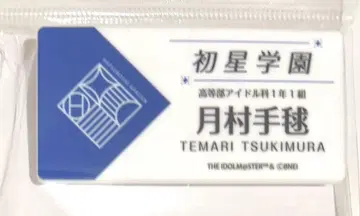 初星学園
高等部アイドル科1年1組
月村手毬
TEMARI TSUKIMURA
THE IDOLM@STER™& ©BNEI